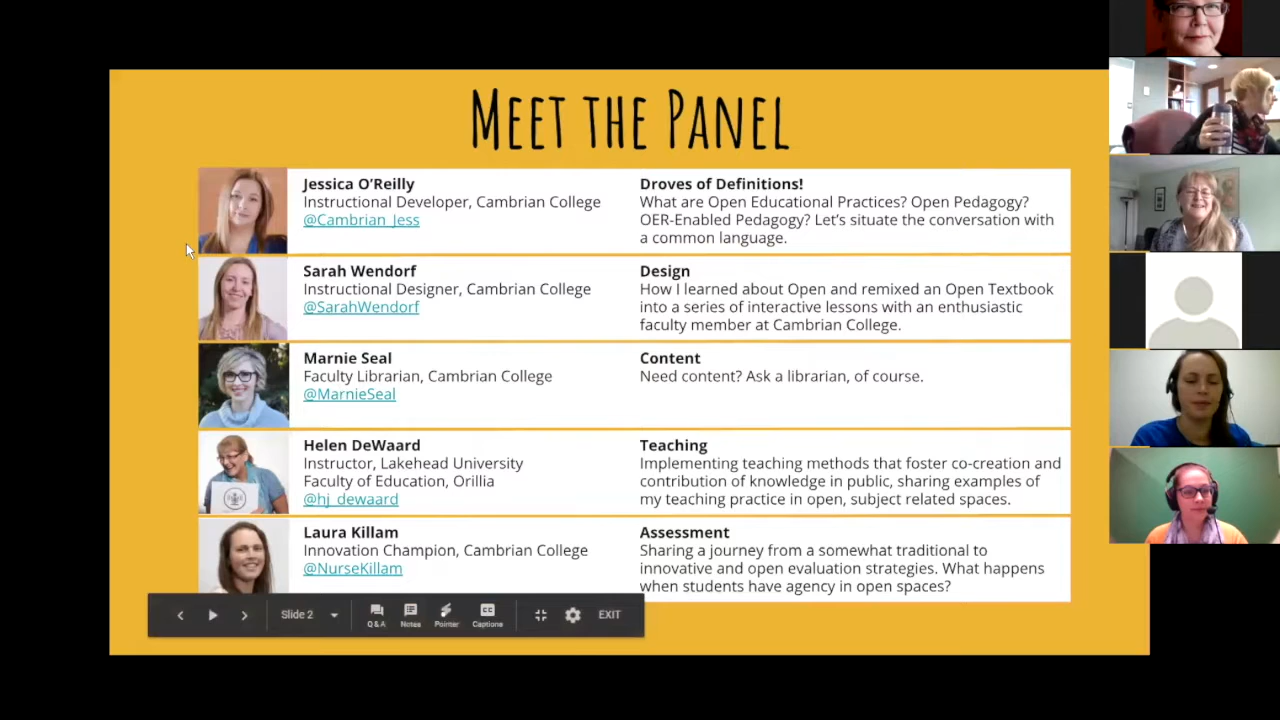 MEET THE PANEL
Jessica O'Reilly
Instructional Developer, Cambrian College
@Cambrian_Jess
Droves of Definitions!
What are Open Educational Practices? Open Pedagogy?
OER-Enabled Pedagogy? Let's situate the conversation with
a common language.
Sarah Wendorf
Instructional Designer, Cambrian College
@SarahWendorf
Design
How I learned about Open and remixed an Open Textbook
into a series of interactive lessons with an enthusiastic
faculty member at Cambrian College.
Marnie Seal
Faculty Librarian, Cambrian College
@MarnieSeal
Content
Need content? Ask a librarian, of course.
Helen DeWaard
Instructor, Lakehead University
Faculty of Education, Orillia
@hj_dewaard
Teaching
Implementing teaching methods that foster co-creation and
contribution of knowledge in public, sharing examples of
my teaching practice in open, subject related spaces.
Laura Killam
Innovation Champion, Cambrian College
@NurseKillam
Assessment
Sharing a journey from a somewhat traditional to
innovative and open evaluation strategies. What happens
when students have agency in open spaces?
Slide 2
Q&A
Notes
Pointer
CC
Captions
EXIT